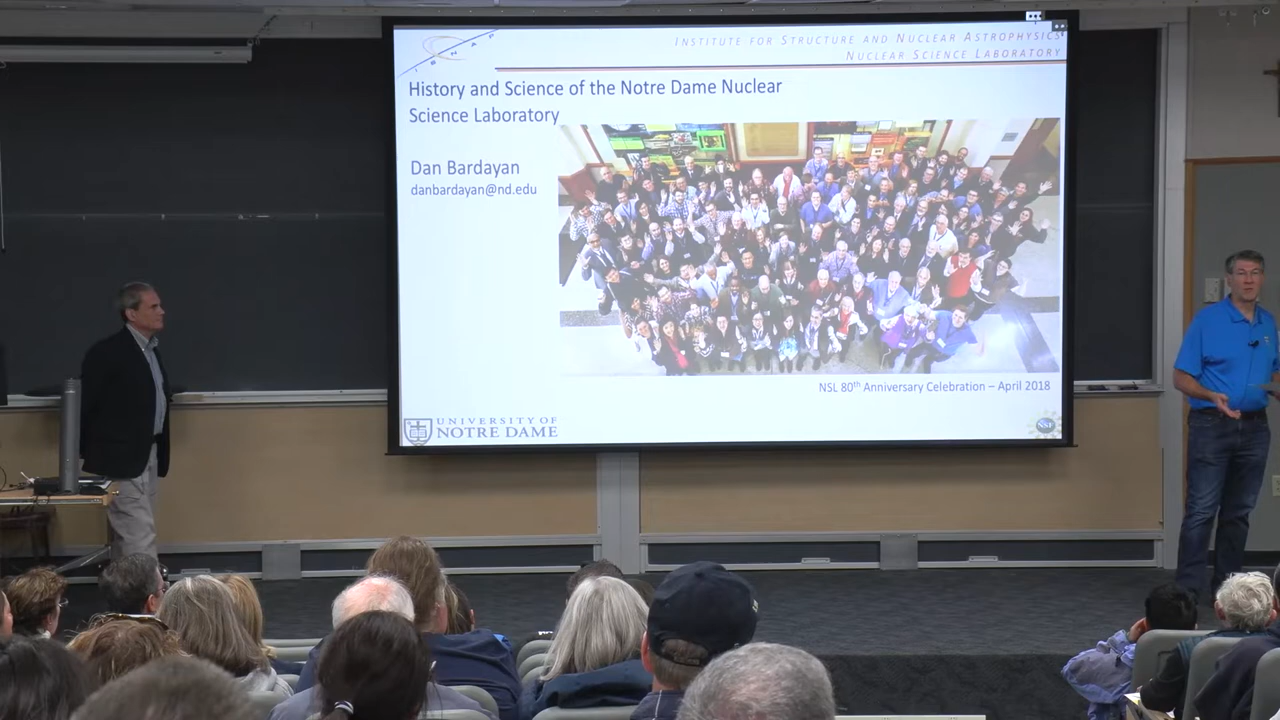 INSTITUTE FOR STRUCTURE AND NUCLEAR ASTROPHYSICS
NUCLEAR SCIENCE LABORATORY
History and Science of the Notre Dame Nuclear
Science Laboratory
Dan Bardayan
danbardayan@nd.edu
NSL 80th Anniversary Celebration – April 2018
UNIVERSITY OF
NOTRE DAME
NSF